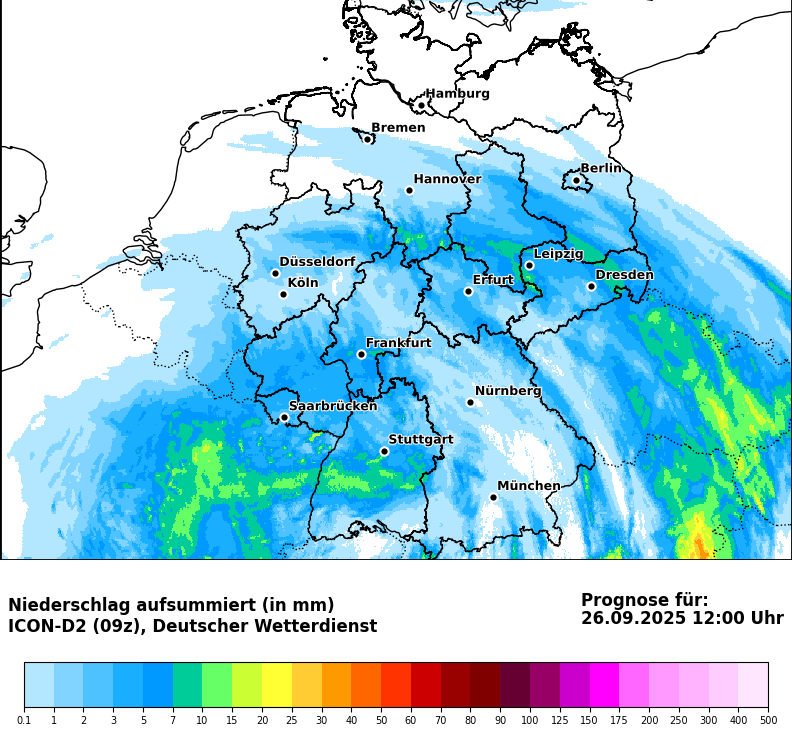 Hamburg
Bremen
Berlin
Hannover
Leipzig
Düsseldorf
Dresden
Köln
Erfurt
Frankfurt
Nürnberg
Saarbrücken
Stuttgart
München
Niederschlag aufsummiert (in mm)
ICON-D2 (09z), Deutscher Wetterdienst
Prognose für:
26.09.2025 12:00 Uhr
0.1 1 2 3 5 7 10 15 20 25 30 40 50 60 70 80 90 100 125 150 175 200 250 300 400 500